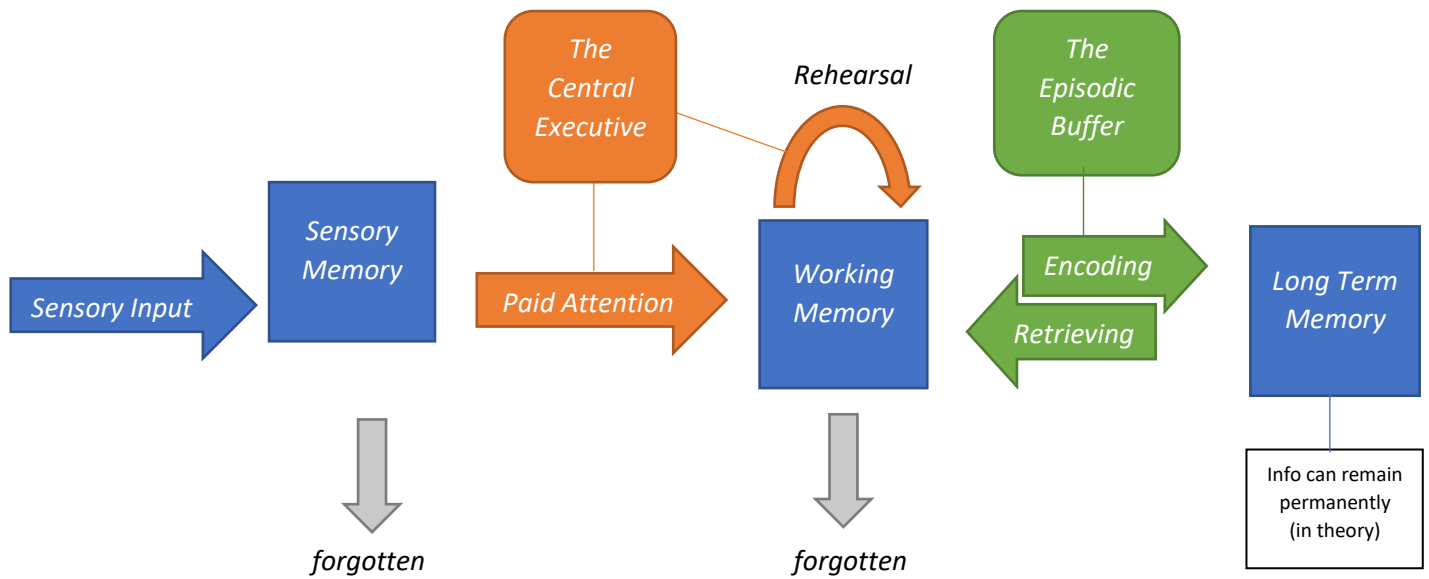 The
Central
Executive
Rehearsal
The
Episodic
Buffer
Sensory
Memory
Sensory Input
Paid Attention
Working
Memory
Encoding
Retrieving
Long Term
Memory
Info can remain
permanently
(in theory)
forgotten
forgotten